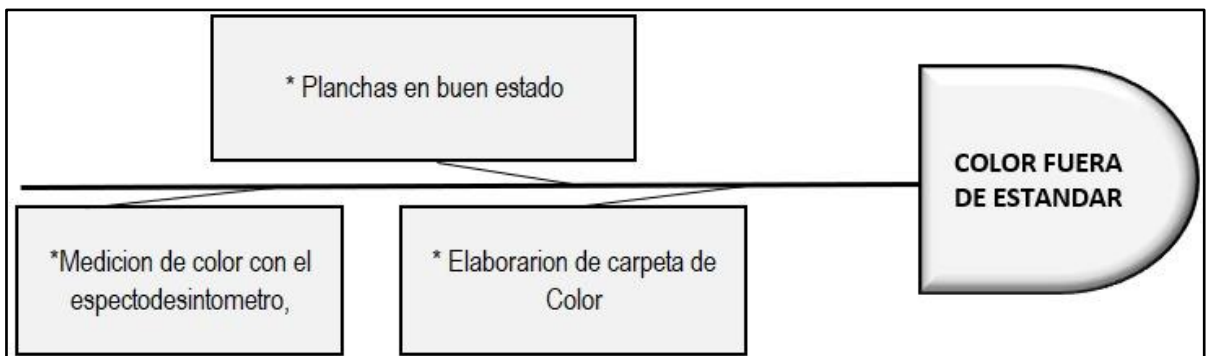 * Planchas en buen estado
COLOR FUERA
DE ESTANDAR
*Medicion de color con el
espectodesintometro,
* Elaborarion de carpeta de
Color